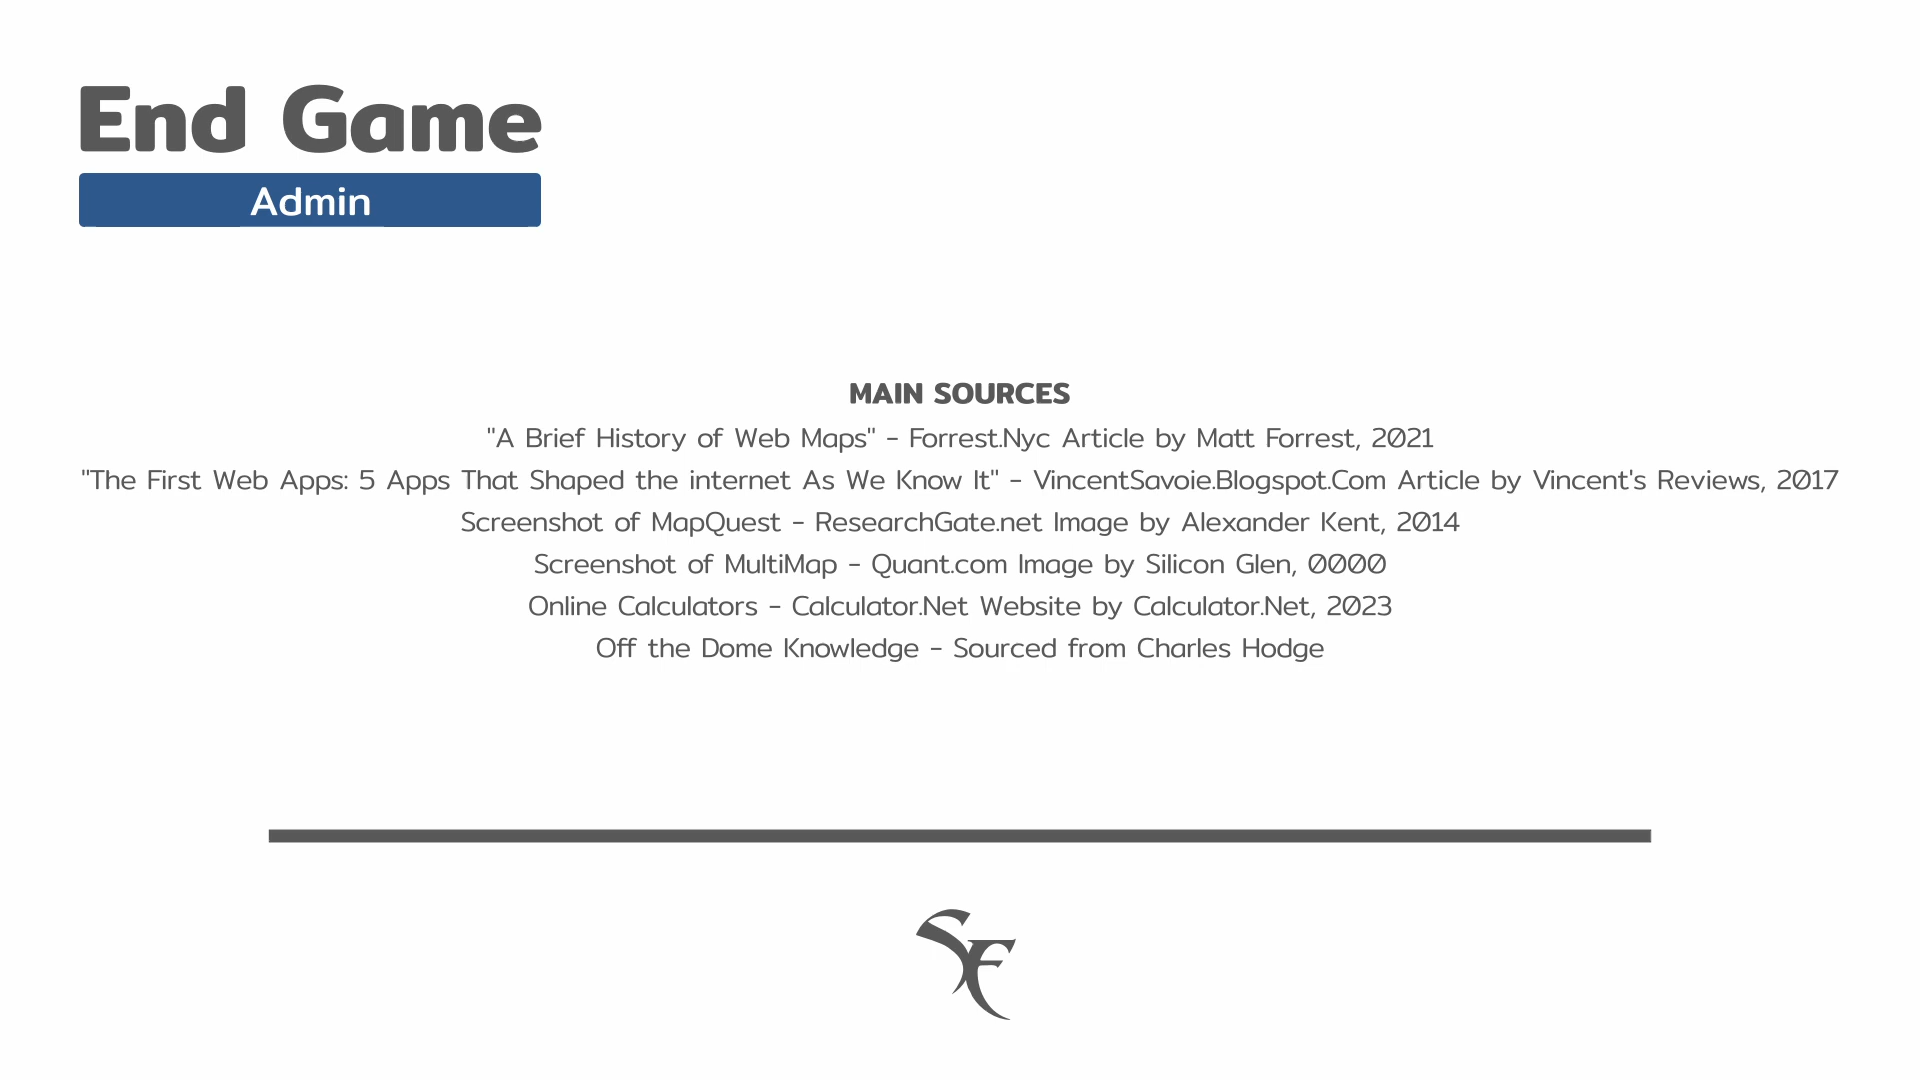 End Game
Admin
MAIN SOURCES
"A Brief History of Web Maps" - Forrest.Nyc Article by Matt Forrest, 2021
"The First Web Apps: 5 Apps That Shaped the internet As We Know It" - VincentSavoie.Blogspot.Com Article by Vincent's Reviews, 2017
Screenshot of MapQuest - ResearchGate.net Image by Alexander Kent, 2014
Screenshot of MultiMap - Quant.com Image by Silicon Glen, 0000
Online Calculators - Calculator.Net Website by Calculator.Net, 2023
Off the Dome Knowledge - Sourced from Charles Hodge
SF